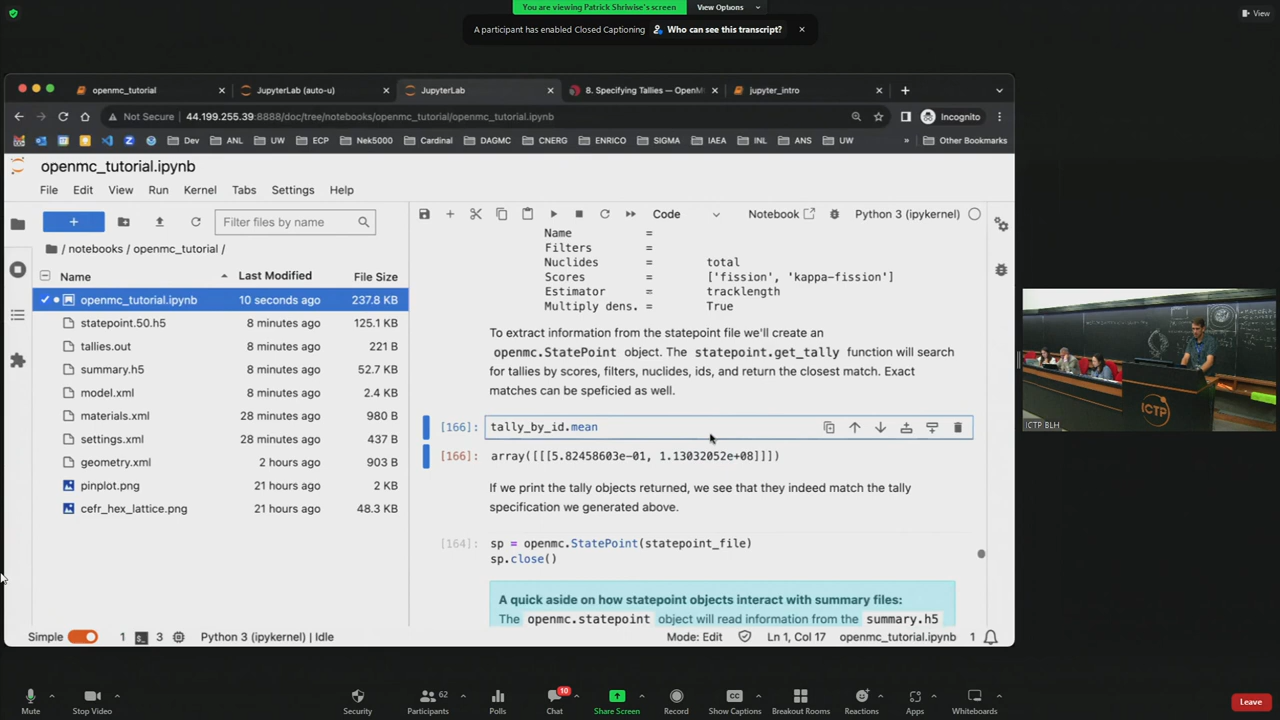 You are viewing Patrick Shriwise's screen
View Options
View
A participant has enabled Closed Captioning
Who can see this transcript?
openmc_tutorial
JupyterLab (auto-u)
JupyterLab
8. Specifying Tallies — OpenM
jupyter_intro
Not Secure
44.199.255.39:8888/doc/tree/notebooks/openmc_tutorial/openmc_tutorial.ipynb
Incognito
Dev
ANL
UW
ECP
Nek5000
Cardinal
DAGMC
CNERG
ENRICO
SIGMA
IAEA
INL
ANS
UW
»
Other Bookmarks
openmc_tutorial.ipynb
File Edit View Run Kernel Tabs Settings Help
Filter files by name
Code
Notebook
Python 3 (ipykernel)
/ notebooks / openmc_tutorial /
Name Last Modified File Size
openmc_tutorial.ipynb 10 seconds ago 237.8 KB
statepoint.50.h5 8 minutes ago 125.1 KB
tallies.out 8 minutes ago 221 B
summary.h5 8 minutes ago 52.7 KB
model.xml 8 minutes ago 2.4 KB
materials.xml 28 minutes ago 980 B
settings.xml 28 minutes ago 437 B
geometry.xml 2 hours ago 903 B
pinplot.png 21 hours ago 2 KB
cefr_hex_lattice.png 21 hours ago 48.3 KB
Name =
Filters =
Nuclides = total
Scores = ['fission', 'kappa-fission']
Estimator = tracklength
Multiply dens. = True
To extract information from the statepoint file we'll create an
openmc.StatePoint object. The statepoint.get_tally function will search
for tallies by scores, filters, nuclides, ids, and return the closest match. Exact
matches can be speficied as well.
[166]: tally_by_id.mean
[166]: array([[[5.82458603e-01, 1.13032052e+08]]])
If we print the tally objects returned, we see that they indeed match the tally
specification we generated above.
[164]: sp = openmc.StatePoint(statepoint_file)
sp.close()
A quick aside on how statepoint objects interact with summary files:
The openmc.statepoint object will read information from the summary.h5
Simple 1 3 Python 3 (ipykernel) | Idle
Mode: Edit Ln 1, Col 17 openmc_tutorial.ipynb 1
ICTP
ICTP BLH
Mute
Stop Video
Security
62
Participants
Polls
10
Chat
Share Screen
Record
CC
Show Captions
Breakout Rooms
Reactions
Apps
Whiteboards
Leave